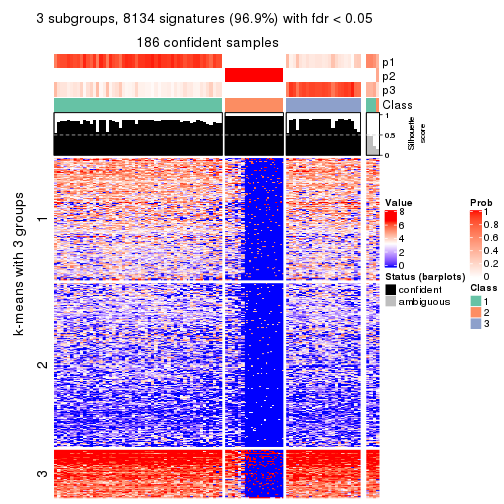 3 subgroups, 8134 signatures (96.9%) with fdr < 0.05
186 confident samples
p1
p2
p3
Class
1
0.5
0
Silhouette
score
k-means with 3 groups
1
2
3
Value
8
6
4
2
0
Status (barplots)
confident
ambiguous
Prob
1
0.8
0.6
0.4
0.2
0
Class
1
2
3